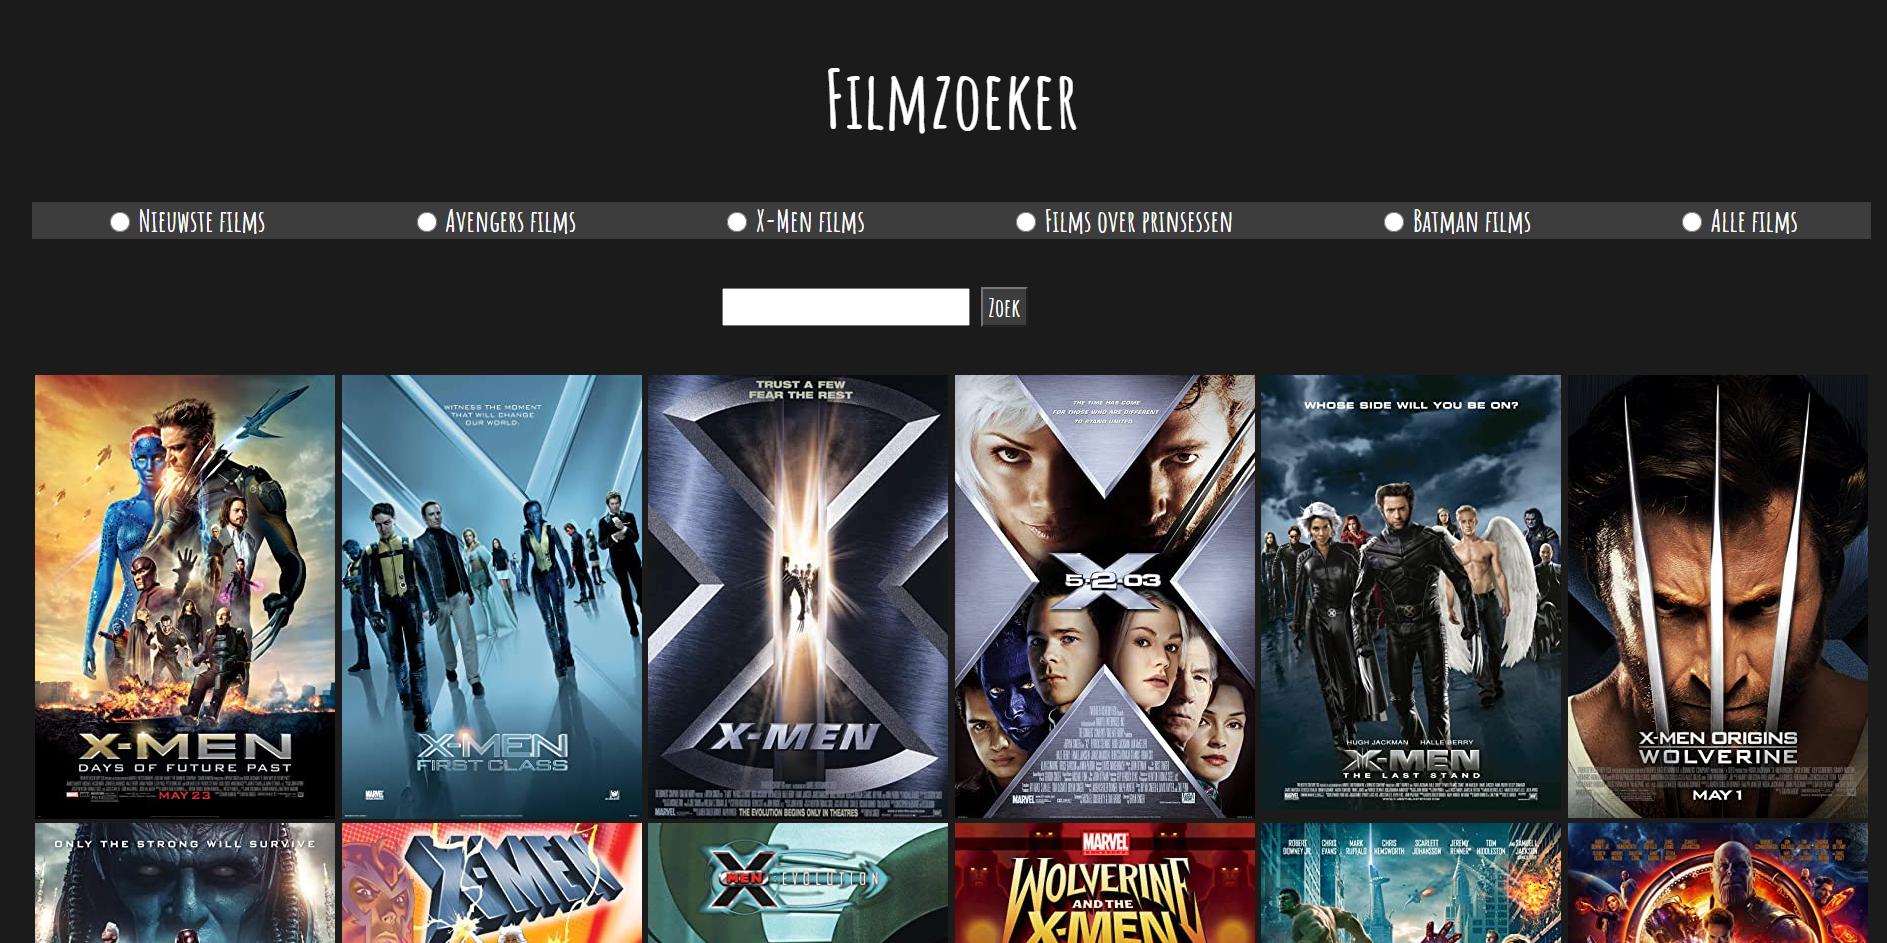 Filmzoeker
Nieuwste films
Avengers films
X-Men films
Films over prinsessen
Batman films
Alle films
Zoek
X-MEN
DAYS OF FUTURE PAST
MAY 23
WITNESS THE MOMENT
THAT WILL CHANGE
OUR WORLD.
X-MEN
FIRST CLASS
MARVEL
TRUST A FEW
FEAR THE REST
X-MEN
MARVEL
THE EVOLUTION BEGINS ONLY IN THEATRES
THE TIME HAS COME
FOR THOSE WHO ARE DIFFERENT
TO STAND UNITED
5·2·03
MARVEL
WHOSE SIDE WILL YOU BE ON?
HUGH JACKMAN HALLE BERRY
X-MEN
THE LAST STAND
X-MEN ORIGINS
WOLVERINE
MAY 1
ONLY THE STRONG WILL SURVIVE
X-MEN
X-MEN EVOLUTION
MARVEL
WOLVERINE
AND THE
X-MEN
ROBERT DOWNEY JR.
CHRIS EVANS
MARK RUFFALO
CHRIS HEMSWORTH
SCARLETT JOHANSSON
JEREMY RENNER
TOM HIDDLESTON
AND SAMUEL L. JACKSON